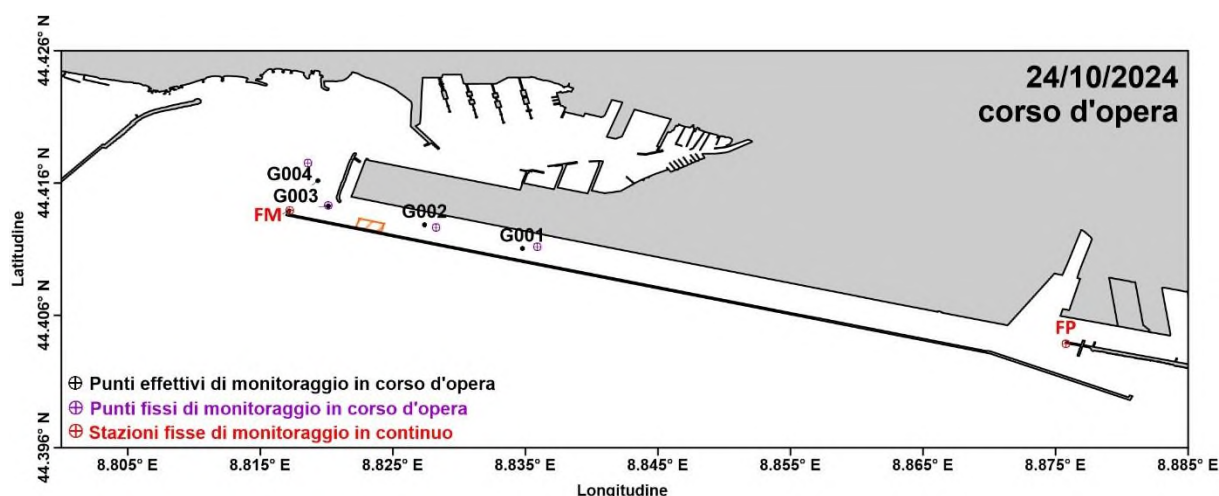 24/10/2024
corso d'opera
G004
G003
FM
G002
G001
FP
⊕ Punti effettivi di monitoraggio in corso d'opera
⊕ Punti fissi di monitoraggio in corso d'opera
⊕ Stazioni fisse di monitoraggio in continuo
Latitudine
44.426° N
44.416° N
44.406° N
44.396° N
8.805° E
8.815° E
8.825° E
8.835° E
8.845° E
8.855° E
8.865° E
8.875° E
8.885° E
Longitudine